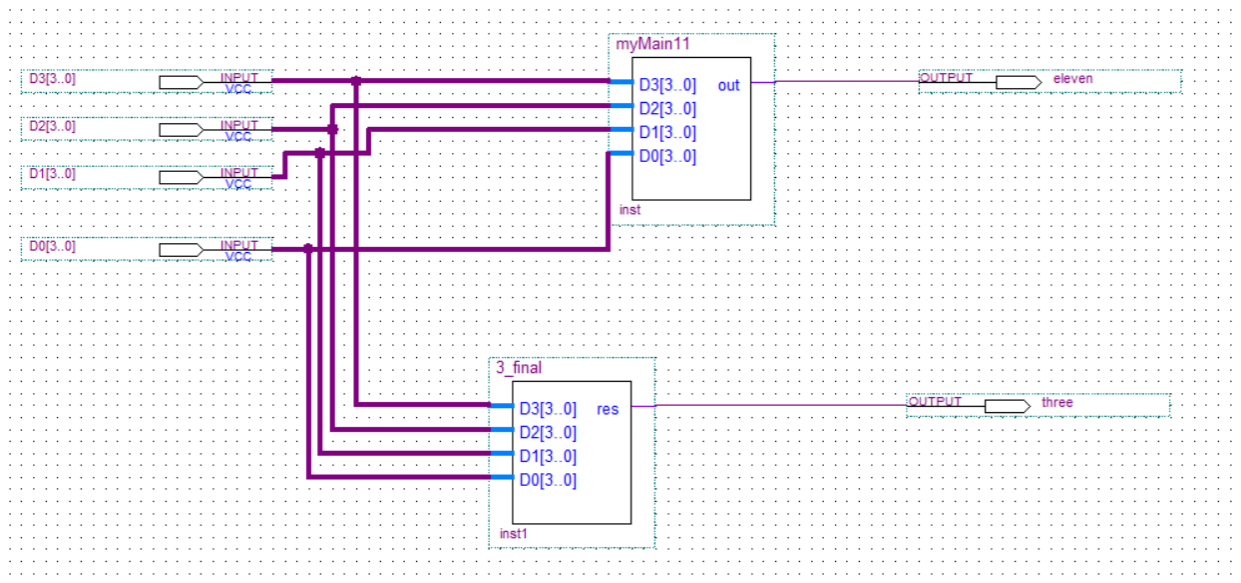 myMain11
D3[3..0] INPUT VCC
D3[3..0] out
OUTPUT eleven
D2[3..0]
D2[3..0] INPUT VCC
D1[3..0]
D0[3..0]
D1[3..0] INPUT VCC
inst
D0[3..0] INPUT VCC
3_final
D3[3..0] res
OUTPUT three
D2[3..0]
D1[3..0]
D0[3..0]
inst1